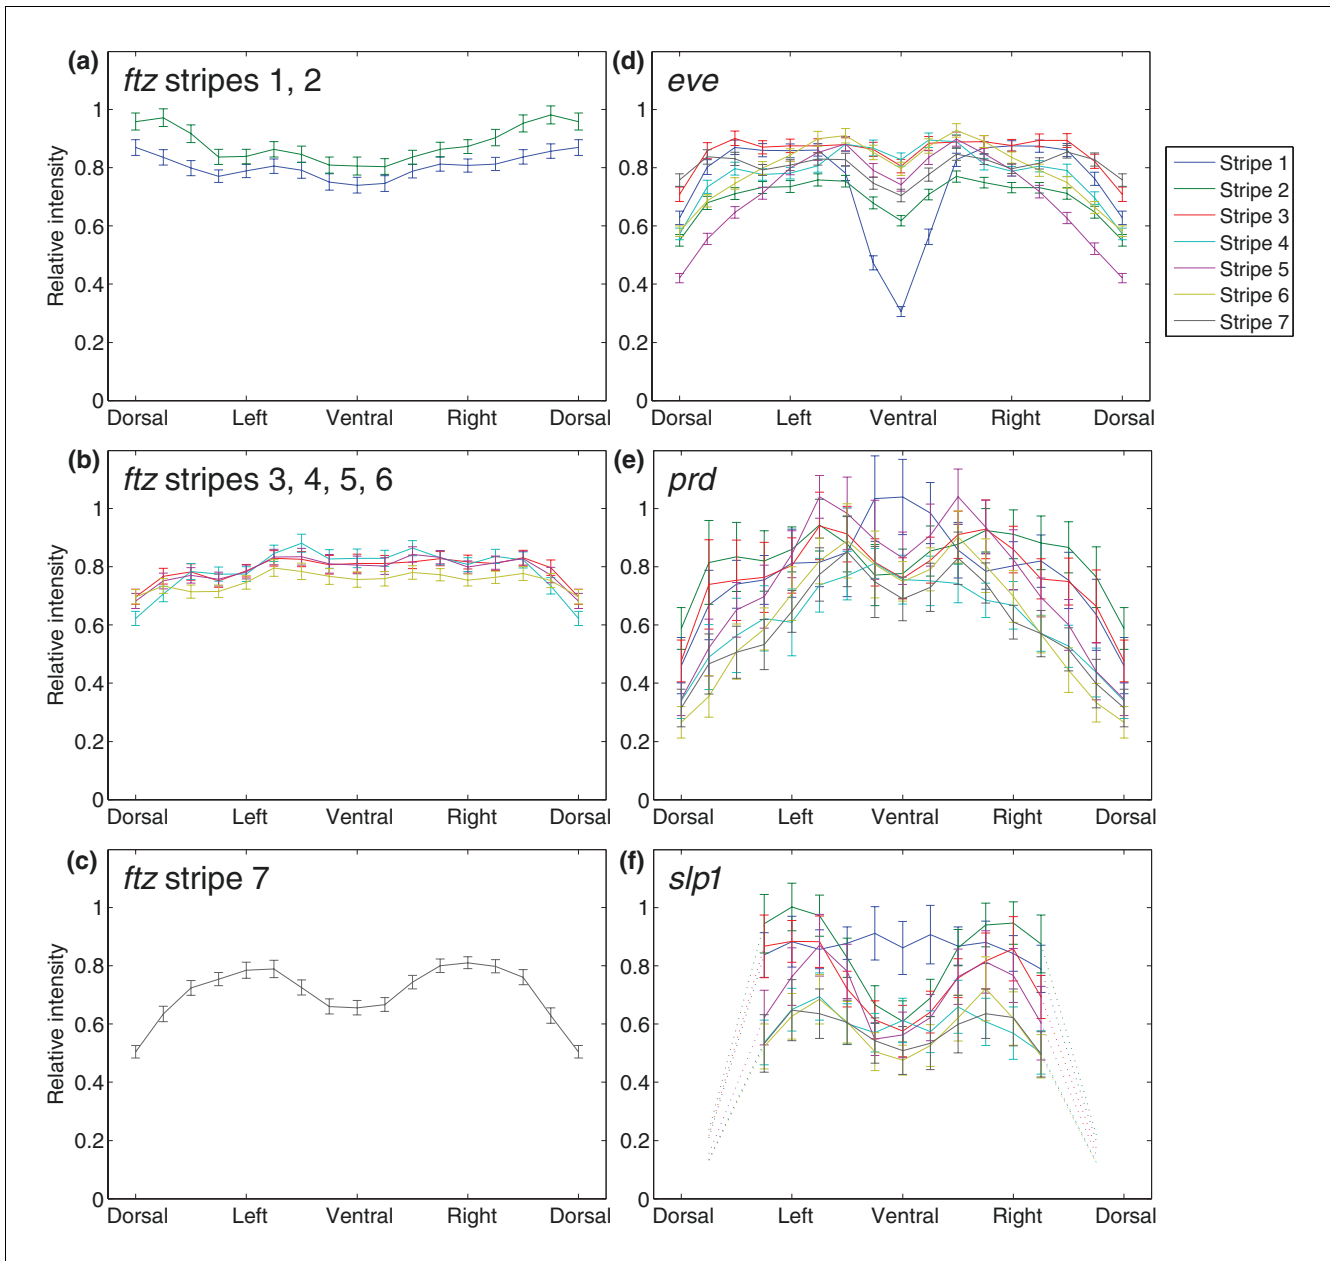 (a)
ftz stripes 1, 2
Relative intensity
1
0.8
0.6
0.4
0.2
0
Dorsal Left Ventral Right Dorsal
(d)
eve
1
0.8
0.6
0.4
0.2
0
Dorsal Left Ventral Right Dorsal
Stripe 1
Stripe 2
Stripe 3
Stripe 4
Stripe 5
Stripe 6
Stripe 7
(b)
ftz stripes 3, 4, 5, 6
Relative intensity
1
0.8
0.6
0.4
0.2
0
Dorsal Left Ventral Right Dorsal
(e)
prd
1
0.8
0.6
0.4
0.2
0
Dorsal Left Ventral Right Dorsal
(c)
ftz stripe 7
Relative intensity
1
0.8
0.6
0.4
0.2
0
Dorsal Left Ventral Right Dorsal
(f)
slp1
1
0.8
0.6
0.4
0.2
0
Dorsal Left Ventral Right Dorsal